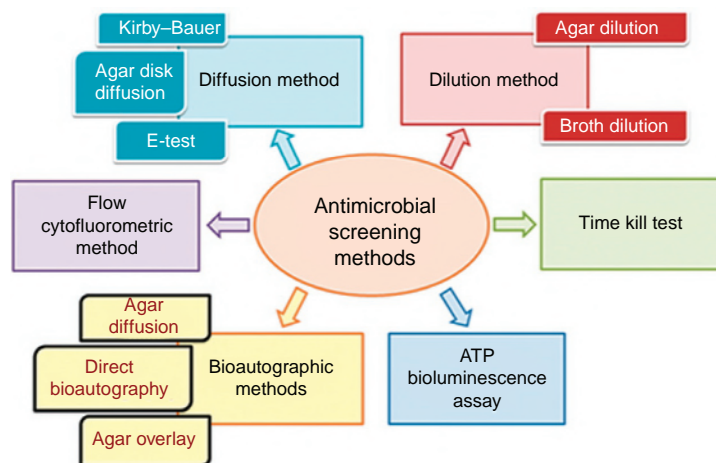 Kirby–Bauer
Agar disk
diffusion
E-test
Diffusion method
Agar dilution
Dilution method
Broth dilution
Flow
cytofluorometric
method
Antimicrobial
screening
methods
Time kill test
Agar
diffusion
Direct
bioautography
Agar overlay
Bioautographic
methods
ATP
bioluminescence
assay